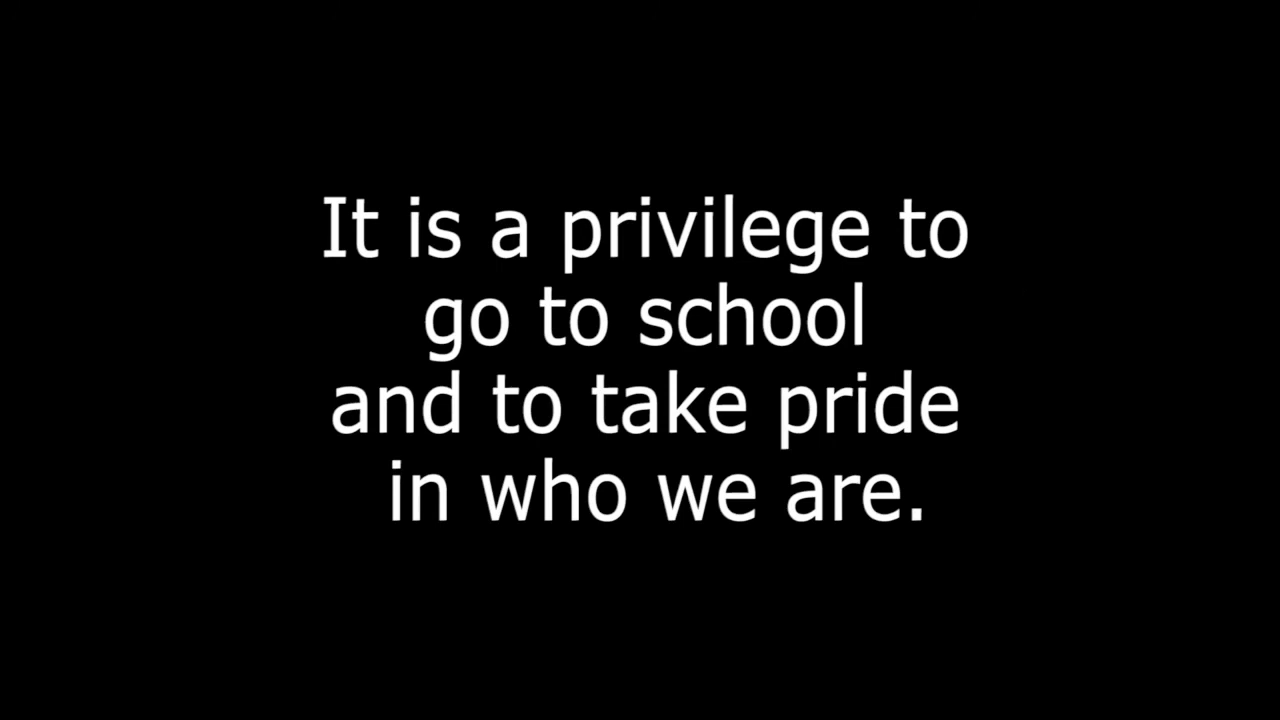 It is a privilege to
go to school
and to take pride
in who we are.